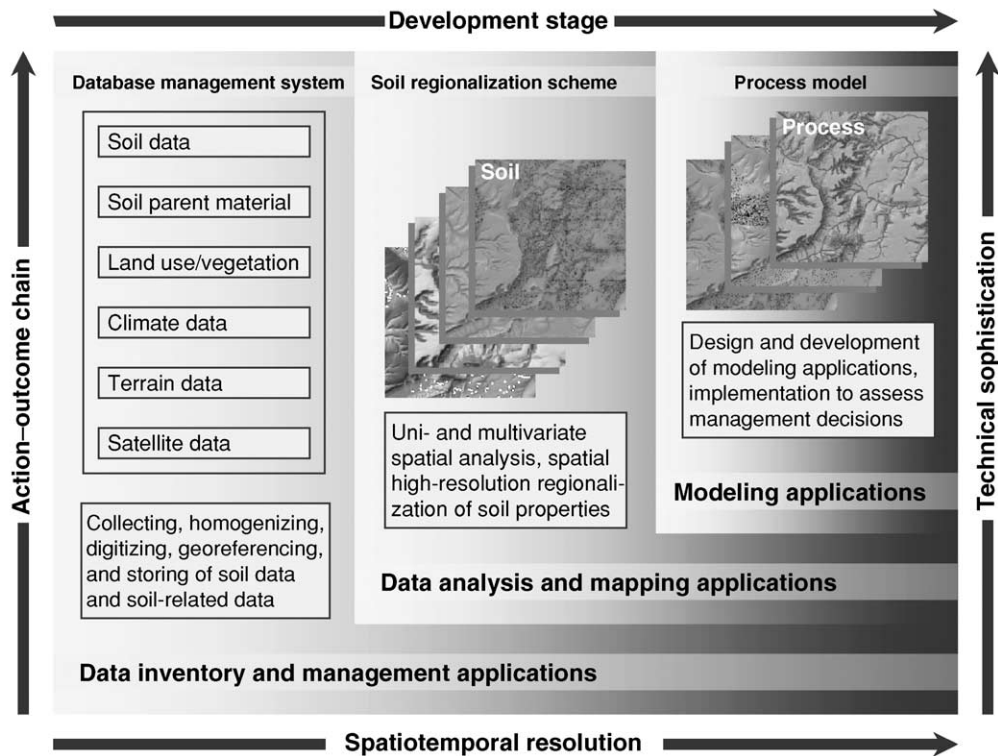 Development stage
Action–outcome chain
Technical sophistication
Database management system
Soil data
Soil parent material
Land use/vegetation
Climate data
Terrain data
Satellite data
Collecting, homogenizing,
digitizing, georeferencing,
and storing of soil data
and soil-related data
Soil regionalization scheme
Soil
Uni- and multivariate
spatial analysis, spatial
high-resolution regionali-
zation of soil properties
Process model
Process
Design and development
of modeling applications,
implementation to assess
management decisions
Modeling applications
Data analysis and mapping applications
Data inventory and management applications
Spatiotemporal resolution